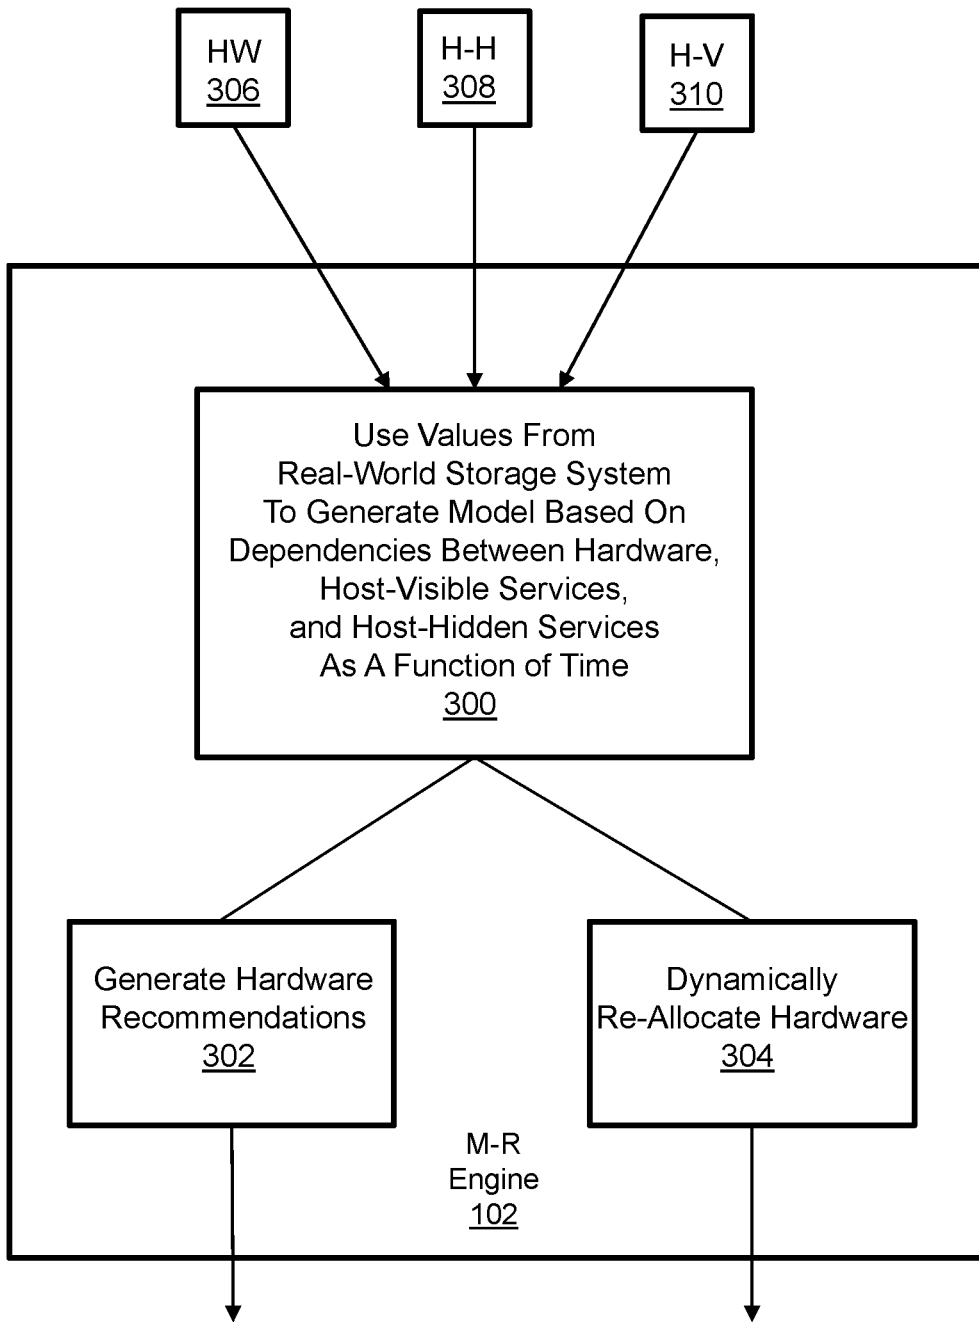 HW
306
H-H
308
H-V
310
Use Values From
Real-World Storage System
To Generate Model Based On
Dependencies Between Hardware,
Host-Visible Services,
and Host-Hidden Services
As A Function of Time
300
Generate Hardware
Recommendations
302
Dynamically
Re-Allocate Hardware
304
M-R
Engine
102